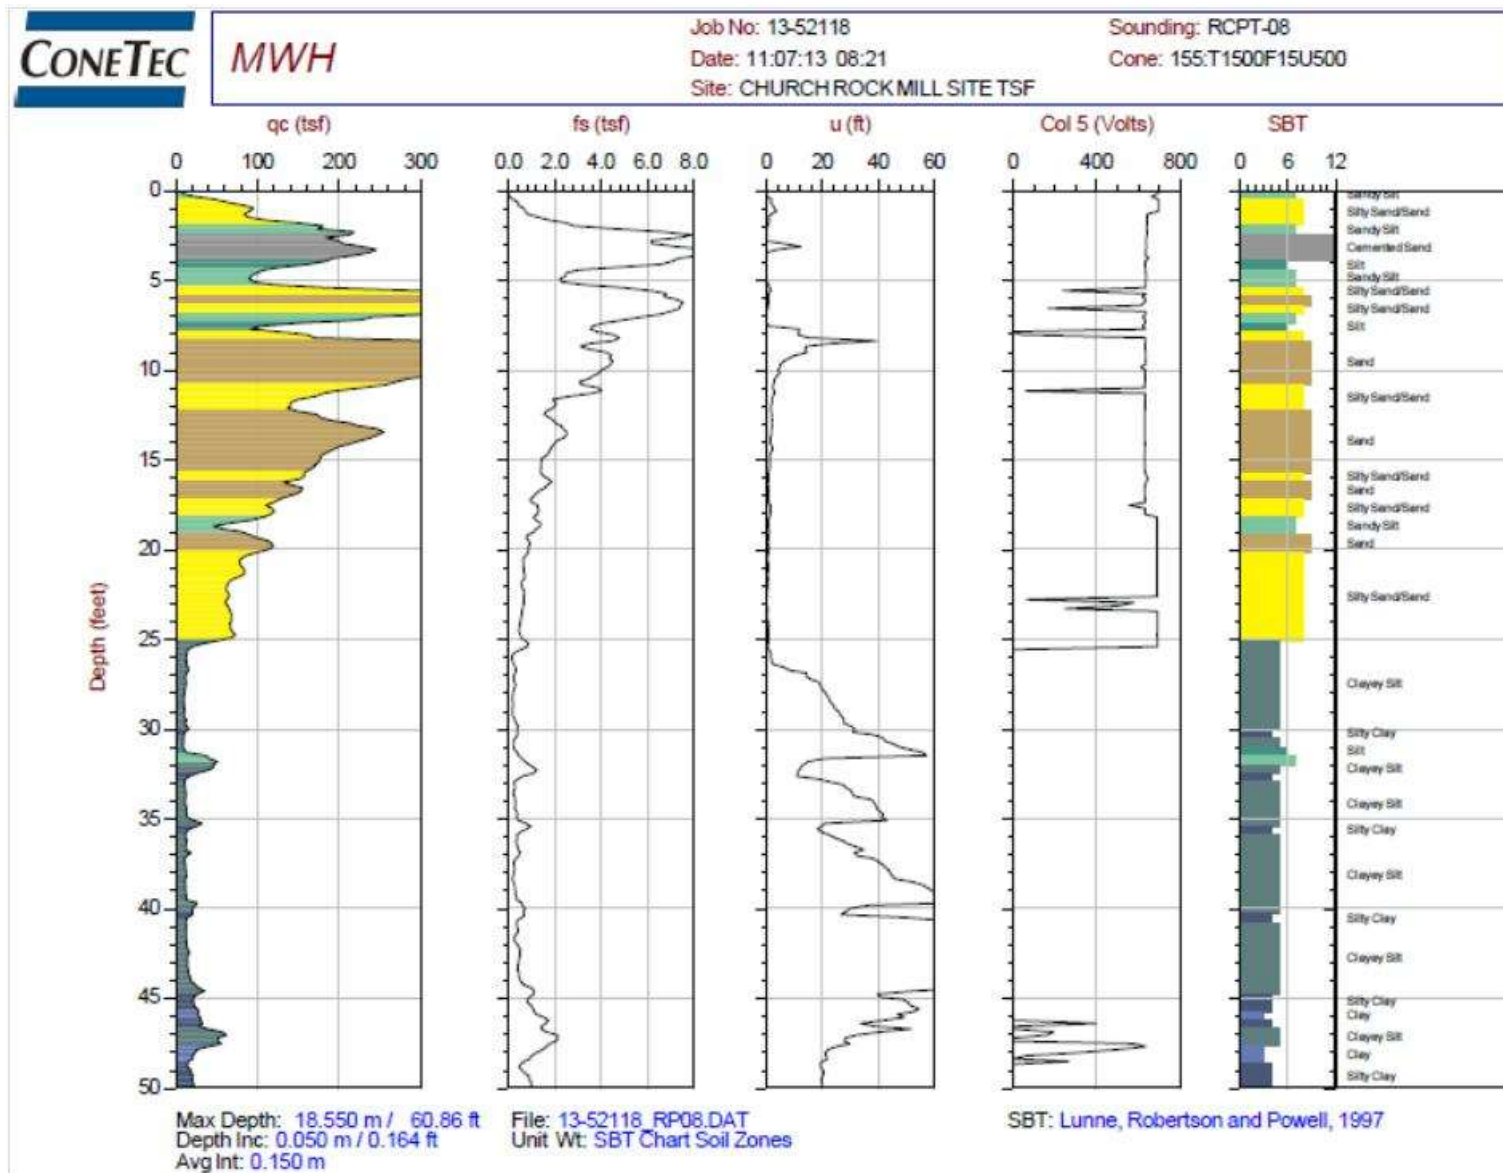 CONETEC
MWH
Job No: 13-52118
Date: 11:07:13 08:21
Site: CHURCH ROCK MILL SITE TSF
Sounding: RCPT-08
Cone: 155:T1500F15U500
qc (tsf)
fs (tsf)
u (ft)
Col 5 (Volts)
SBT
0 100 200 300
0.0 2.0 4.0 6.0 8.0
0 20 40 60
0 400 800
0 6 12
Depth (feet)
0
5
10
15
20
25
30
35
40
45
50
Sandy Silt
Silty Sand/Sand
Sandy Silt
Cemented Sand
Silt
Sandy Silt
Silty Sand/Sand
Silty Sand/Sand
Silt
Sand
Silty Sand/Sand
Sand
Silty Sand/Sand
Sand
Silty Sand/Sand
Sandy Silt
Sand
Silty Sand/Sand
Clayey Silt
Silty Clay
Silt
Clayey Silt
Clayey Silt
Silty Clay
Clayey Silt
Silty Clay
Clayey Silt
Silty Clay
Clay
Clayey Silt
Clay
Silty Clay
Max Depth: 18.550 m / 60.86 ft
Depth Inc: 0.050 m / 0.164 ft
Avg Int: 0.150 m
File: 13-52118_RP08.DAT
Unit Wt: SBT Chart Soil Zones
SBT: Lunne, Robertson and Powell, 1997